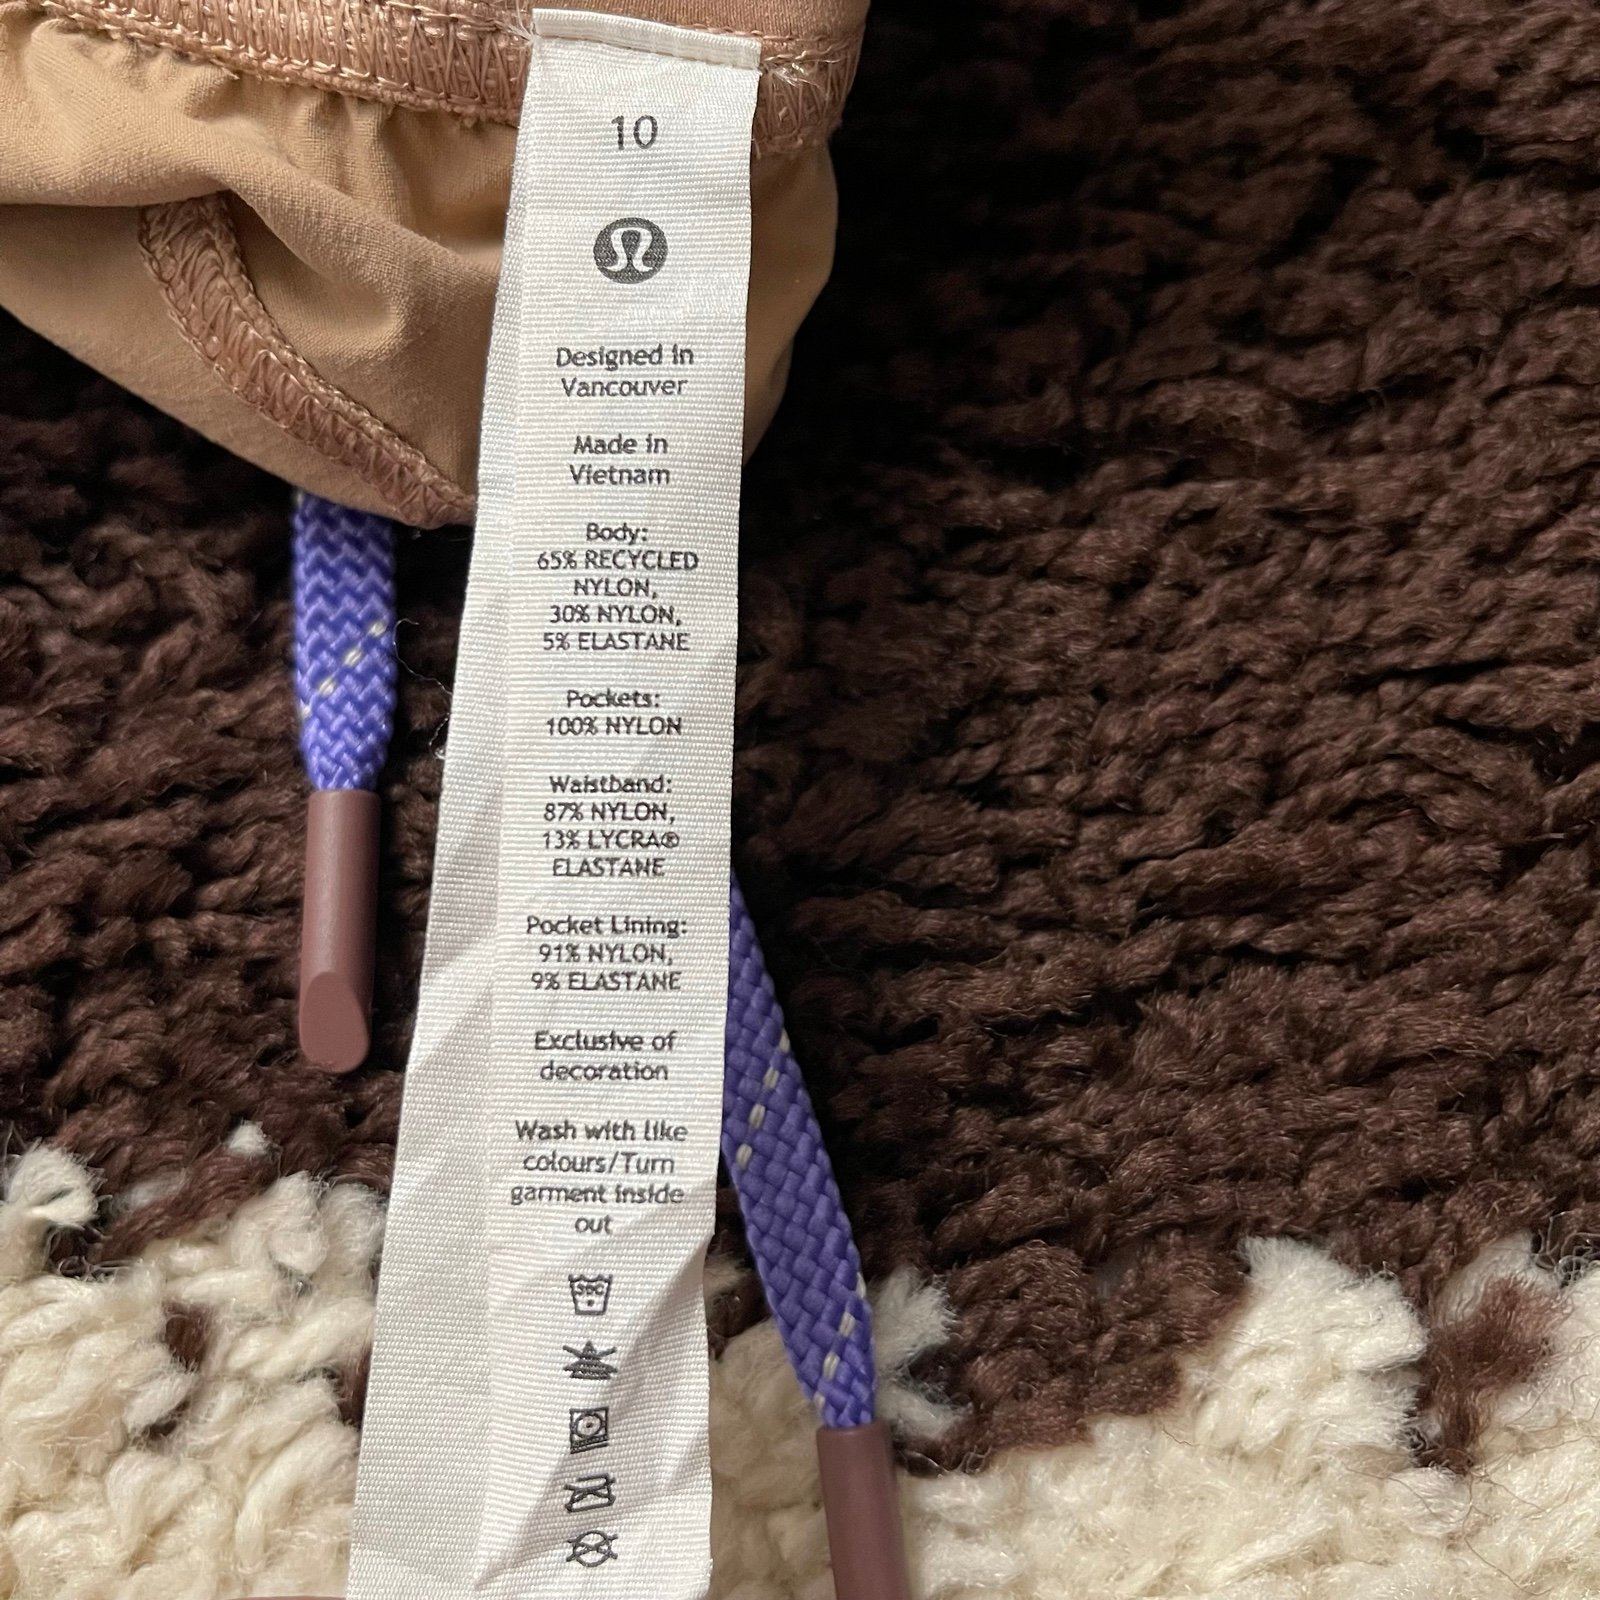 10
Designed in
Vancouver
Made in
Vietnam
Body:
65% RECYCLED
NYLON,
30% NYLON,
5% ELASTANE
Pockets:
100% NYLON
Waistband:
87% NYLON,
13% LYCRA®
ELASTANE
Pocket Lining:
91% NYLON,
9% ELASTANE
Exclusive of
decoration
Wash with like
colours/Turn
garment inside
out
30C